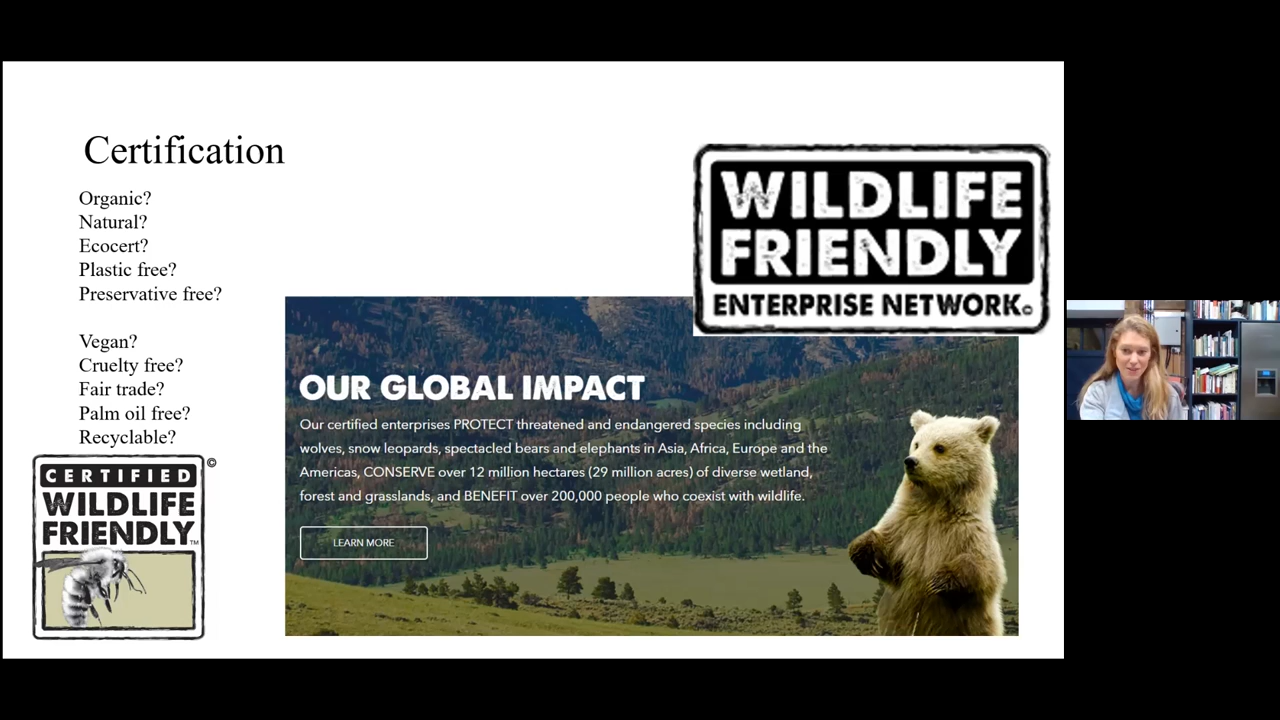 Certification
Organic?
Natural?
Ecocert?
Plastic free?
Preservative free?
Vegan?
Cruelty free?
Fair trade?
Palm oil free?
Recyclable?
CERTIFIED ©
WILDLIFE
FRIENDLY™
WILDLIFE
FRIENDLY
ENTERPRISE NETWORK©
OUR GLOBAL IMPACT
Our certified enterprises PROTECT threatened and endangered species including
wolves, snow leopards, spectacled bears and elephants in Asia, Africa, Europe and the
Americas, CONSERVE over 12 million hectares (29 million acres) of diverse wetland,
forest and grasslands, and BENEFIT over 200,000 people who coexist with wildlife.
LEARN MORE